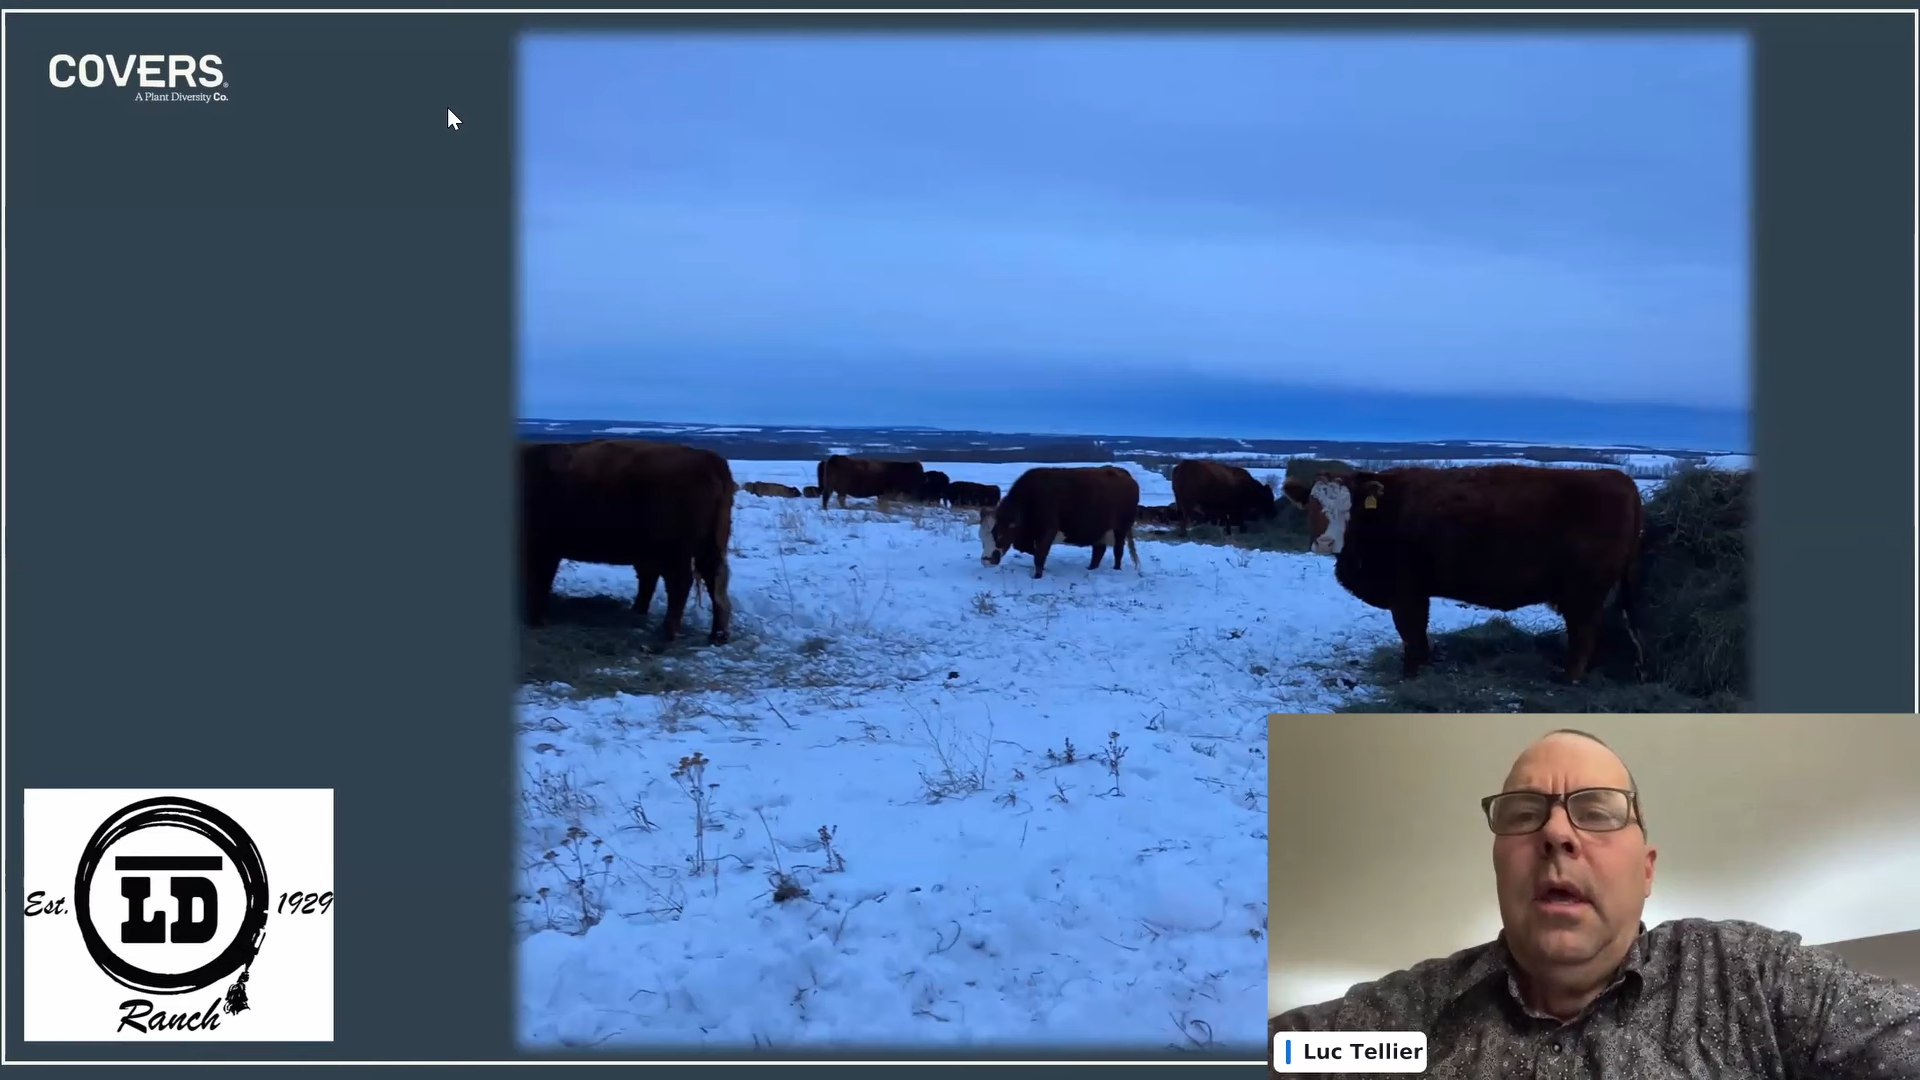 COVERS®
A Plant Diversity Co.
Est. 1929
LD
Ranch
Luc Tellier